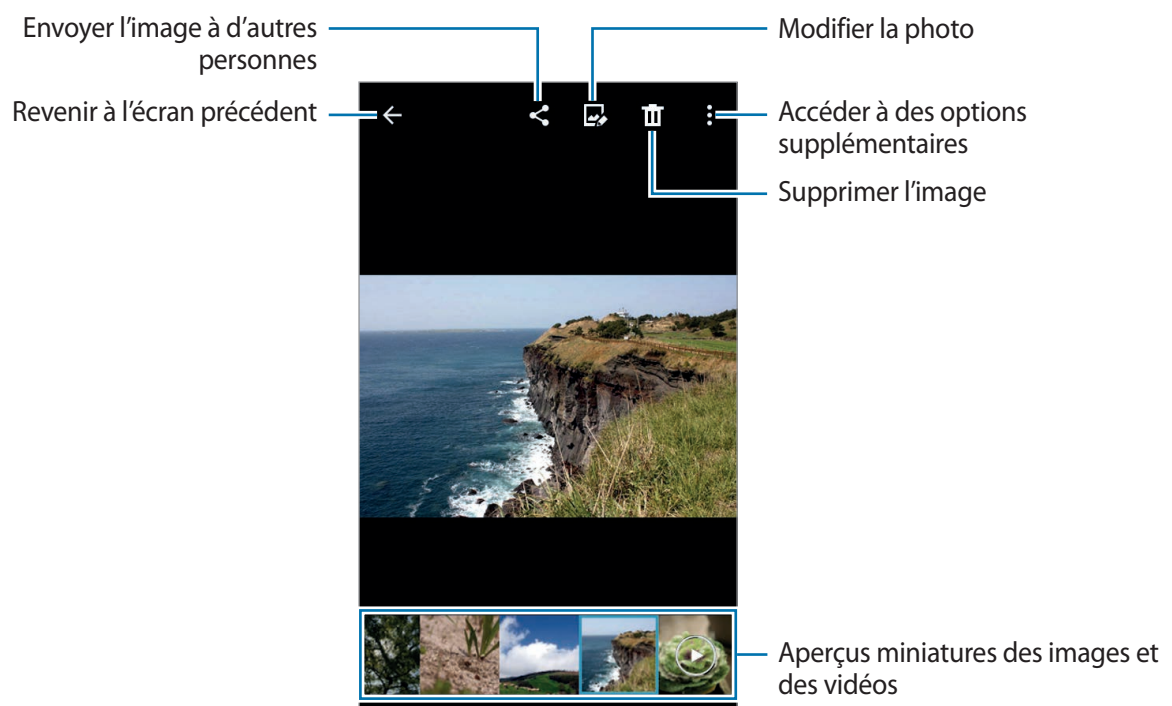 Envoyer l'image à d'autres
personnes
Modifier la photo
Revenir à l'écran précédent
Accéder à des options
supplémentaires
Supprimer l'image
Aperçus miniatures des images et
des vidéos